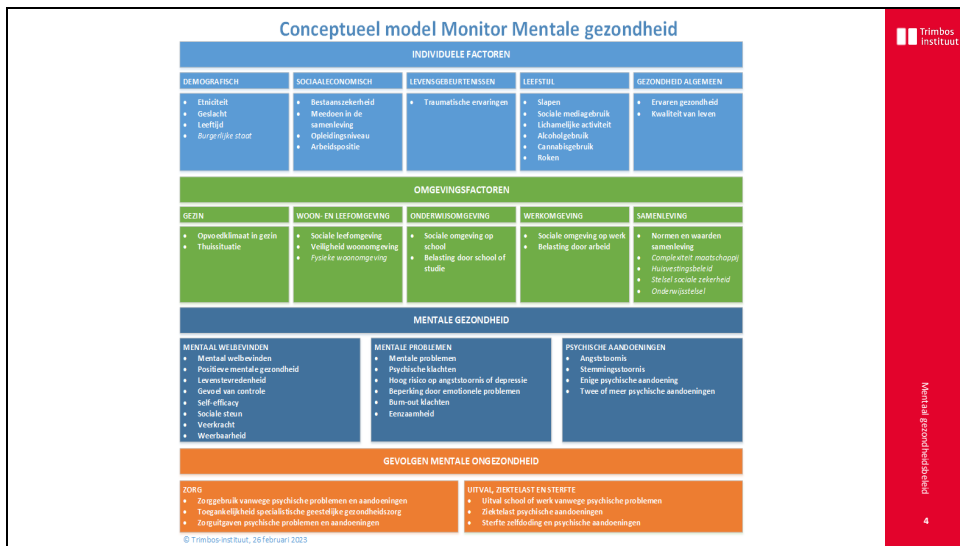 Conceptueel model Monitor Mentale gezondheid
INDIVIDUELE FACTOREN
DEMOGRAFISCH
• Etniciteit
• Geslacht
• Leeftijd
• Burgerlijke staat
SOCIAALECONOMISCH
• Bestaanszekerheid
• Meedoen in de
samenleving
• Opleidingsniveau
• Arbeidspositie
LEVENSGEBEURTENISSEN
• Traumatische ervaringen
LEEFSTIJL
• Slapen
• Sociale mediagebruik
• Lichamelijke activiteit
• Alcoholgebruik
• Cannabisgebruik
• Roken
GEZONDHEID ALGEMEEN
• Ervaren gezondheid
• Kwaliteit van leven
OMGEVINGSFACTOREN
GEZIN
• Opvoedklimaat in gezin
• Thuissituatie
WOON- EN LEEFOMGEVING
• Sociale leefomgeving
• Veiligheid woonomgeving
• Fysieke woonomgeving
ONDERWIJSOMGEVING
• Sociale omgeving op
school
• Belasting door school of
studie
WERKOMGEVING
• Sociale omgeving op werk
• Belasting door arbeid
SAMENLEVING
• Normen en waarden
samenleving
• Complexiteit maatschappij
• Huisvestingsbeleid
• Stelsel sociale zekerheid
• Onderwijsstelsel
MENTALE GEZONDHEID
MENTAAL WELBEVINDEN
• Mentaal welbevinden
• Positieve mentale gezondheid
• Levenstevredenheid
• Gevoel van controle
• Self-efficacy
• Sociale steun
• Veerkracht
• Weerbaarheid
MENTALE PROBLEMEN
• Mentale problemen
• Psychische klachten
• Hoog risico op angststoornis of depressie
• Beperking door emotionele problemen
• Burn-out klachten
• Eenzaamheid
PSYCHISCHE AANDOENINGEN
• Angststoornis
• Stemmingsstoornis
• Enige psychische aandoening
• Twee of meer psychische aandoeningen
GEVOLGEN MENTALE ONGEZONDHEID
ZORG
• Zorggebruik vanwege psychische problemen en aandoeningen
• Toegankelijkheid specialistische geestelijke gezondheidszorg
• Zorguitgaven psychische problemen en aandoeningen
UITVAL, ZIEKTELAST EN STERFTE
• Uitval school of werk vanwege psychische problemen
• Ziektelast psychische aandoeningen
• Sterfte zelfdoding en psychische aandoeningen
© Trimbos-instituut, 26 februari 2023
Trimbos
instituut
Mentaal gezondheidsbeleid
4